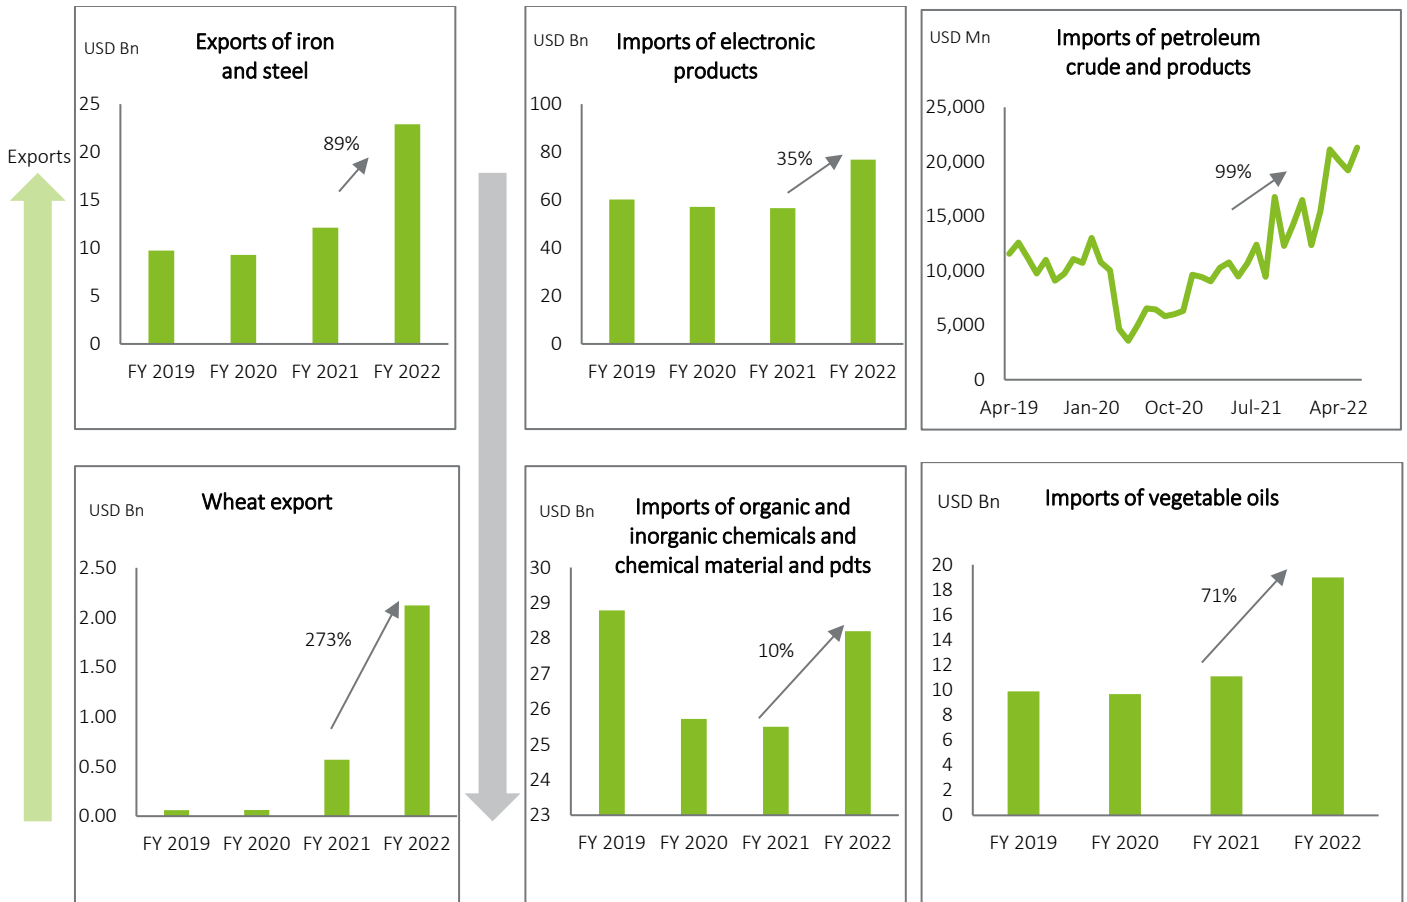 Exports
USD Bn
Exports of iron
and steel
25
20
15
10
5
0
89%
FY 2019 FY 2020 FY 2021 FY 2022
USD Bn
Imports of electronic
products
100
80
60
40
20
0
35%
FY 2019 FY 2020 FY 2021 FY 2022
USD Mn
Imports of petroleum
crude and products
25,000
20,000
15,000
10,000
5,000
0
99%
Apr-19 Jan-20 Oct-20 Jul-21 Apr-22
USD Bn
Wheat export
2.50
2.00
1.50
1.00
0.50
0.00
273%
FY 2019 FY 2020 FY 2021 FY 2022
USD Bn
Imports of organic and
inorganic chemicals and
chemical material and pdts
30
29
28
27
26
25
24
23
10%
FY 2019 FY 2020 FY 2021 FY 2022
USD Bn
Imports of vegetable oils
20
18
16
14
12
10
8
6
4
2
0
71%
FY 2019 FY 2020 FY 2021 FY 2022